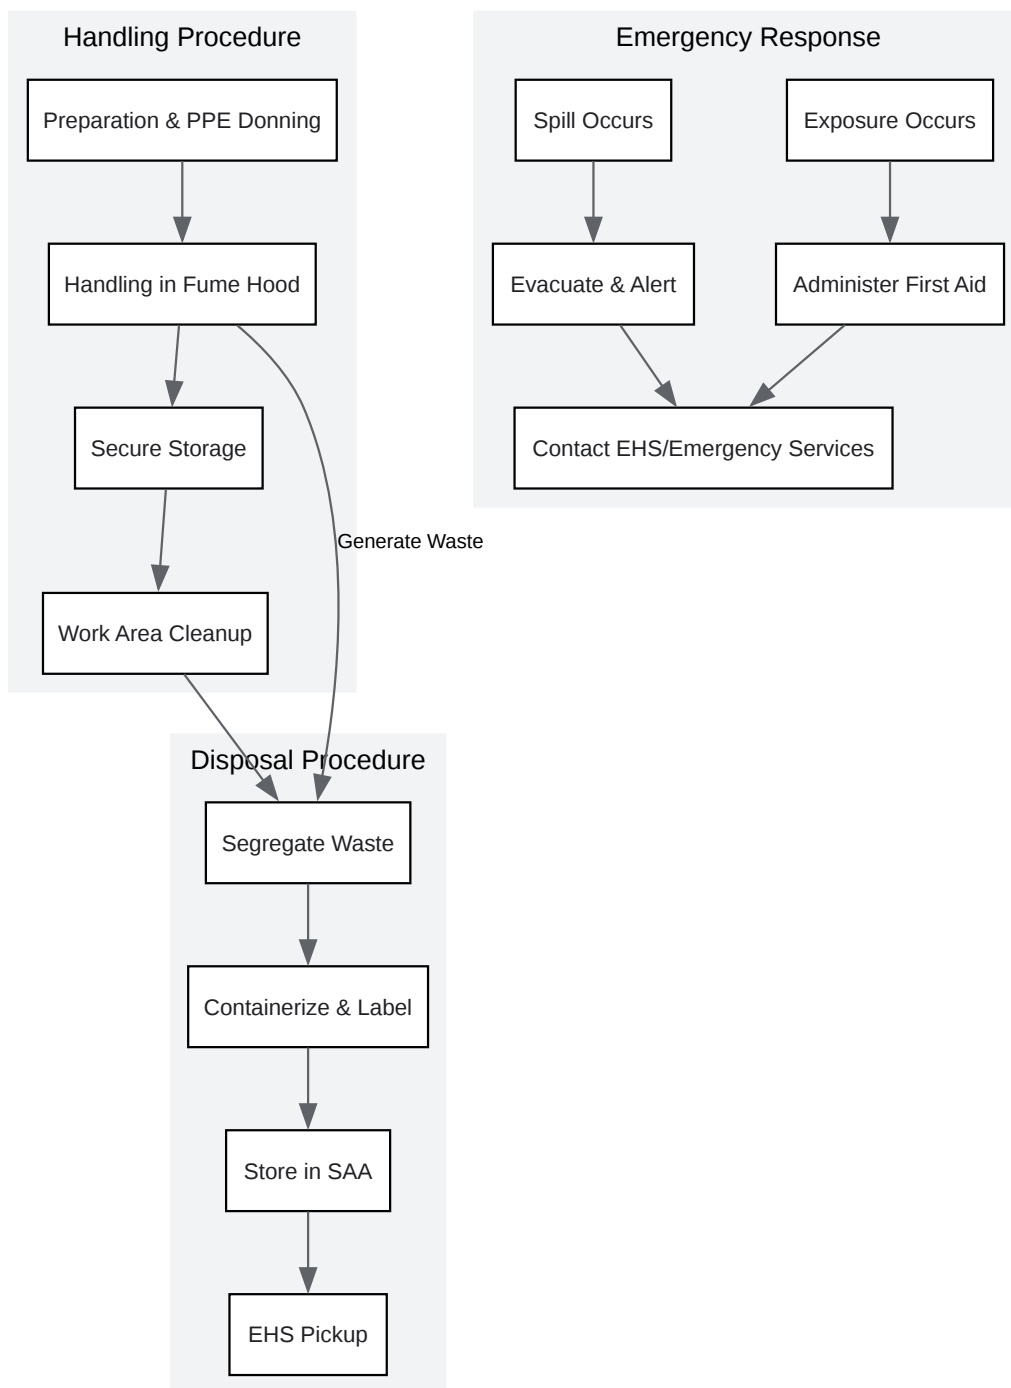 Handling Procedure
Preparation & PPE Donning
Handling in Fume Hood
Secure Storage
Generate Waste
Work Area Cleanup
Disposal Procedure
Segregate Waste
Containerize & Label
Store in SAA
EHS Pickup
Emergency Response
Spill Occurs
Exposure Occurs
Evacuate & Alert
Administer First Aid
Contact EHS/Emergency Services